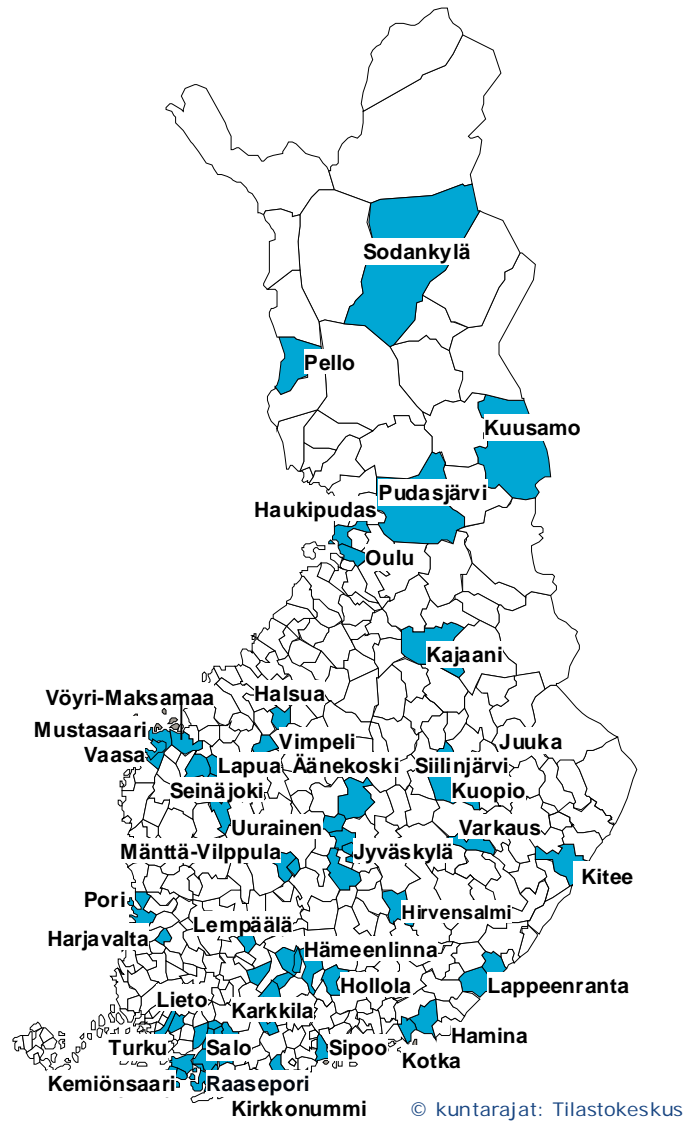 Sodankylä
Pello
Kuusamo
Pudasjärvi
Haukipudas
Oulu
Kajaani
Vöyri-Maksamaa
Halsua
Mustasaari
Vimpeli
Juuka
Vaasa
Lapua
Äänekoski
Siilinjärvi
Seinäjoki
Kuopio
Uurainen
Varkaus
Mänttä-Vilppula
Jyväskylä
Kitee
Pori
Hirvensalmi
Lempäälä
Harjavalta
Hämeenlinna
Hollola
Lappeenranta
Lieto
Karkkila
Hamina
Turku
Salo
Sipoo
Kotka
Kemiönsaari
Raasepori
Kirkkonummi
© kuntarajat: Tilastokeskus